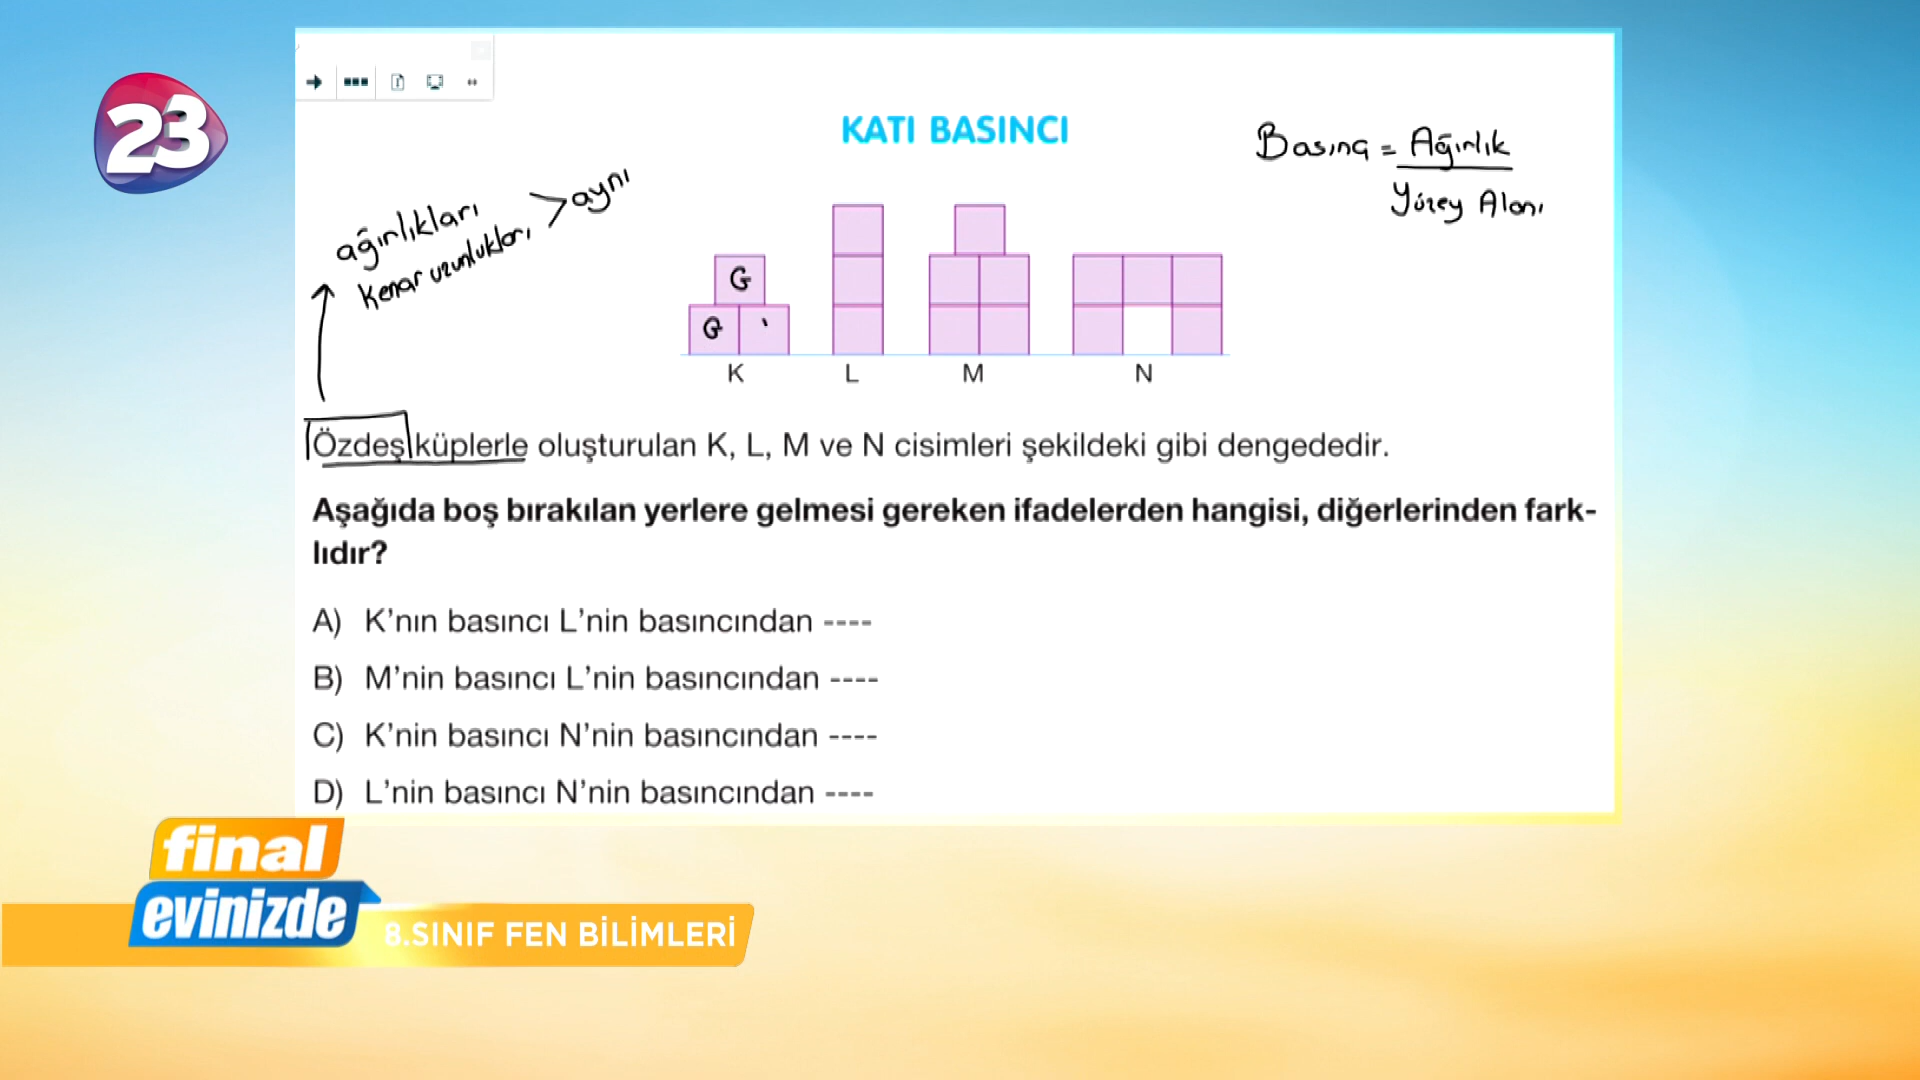 23
KATI BASINCI
Basınç = Ağırlık
Yüzey Alanı
ağırlıkları
kenar uzunlukları > aynı
G
G
K L M N
Özdeş küplerle oluşturulan K, L, M ve N cisimleri şekildeki gibi dengededir.
Aşağıda boş bırakılan yerlere gelmesi gereken ifadelerden hangisi, diğerlerinden fark-
lıdır?
A) K’nın basıncı L’nin basıncından ----
B) M’nin basıncı L’nin basıncından ----
C) K’nin basıncı N’nin basıncından ----
D) L’nin basıncı N’nin basıncından ----
final
evinizde
8.SINIF FEN BİLİMLERİ